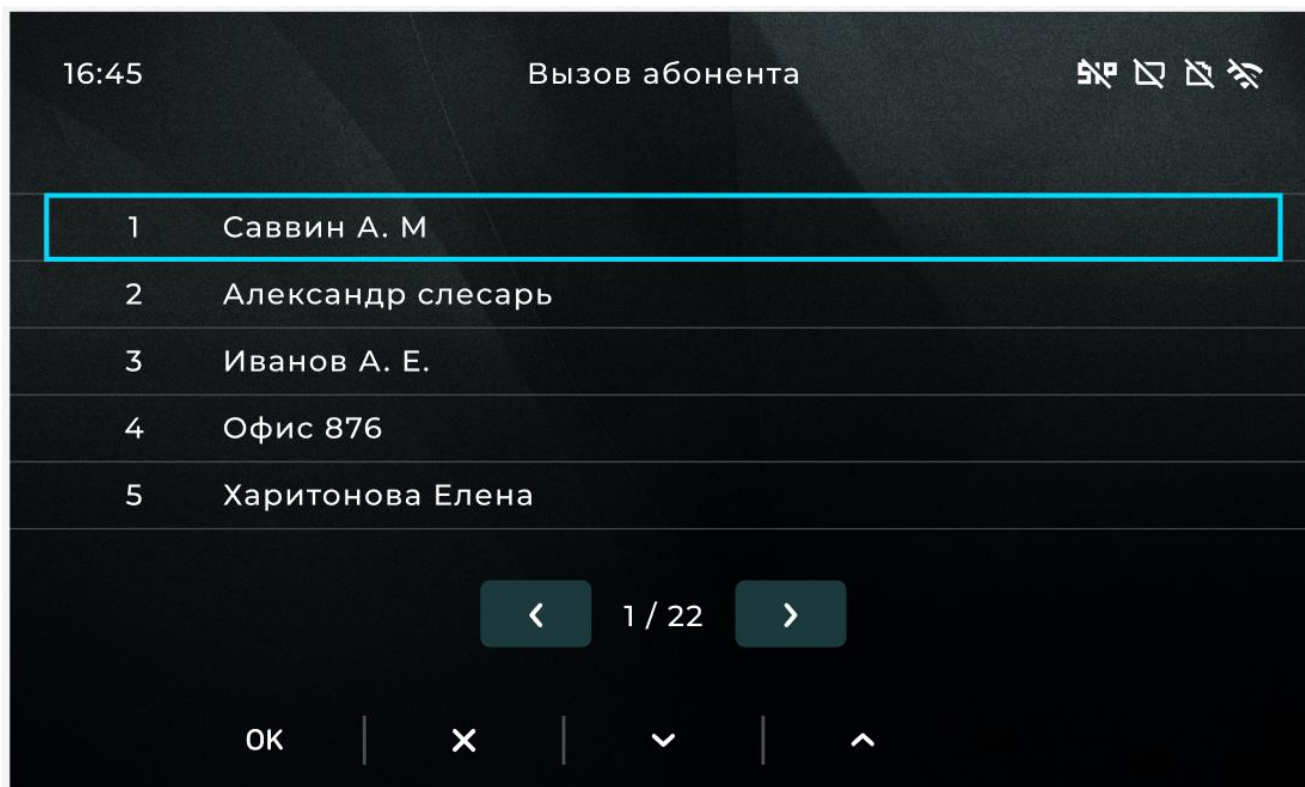 16:45 Вызов абонента SIP
1 Саввин А. М
2 Александр слесарь
3 Иванов А. Е.
4 Офис 876
5 Харитонова Елена
1 / 22
OK